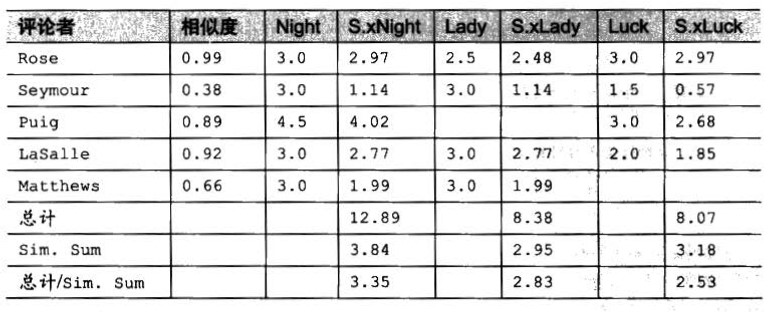 评论者 相似度 Night S.xNight Lady S.xLady Luck S.xLuck
Rose 0.99 3.0 2.97 2.5 2.48 3.0 2.97
Seymour 0.38 3.0 1.14 3.0 1.14 1.5 0.57
Puig 0.89 4.5 4.02 3.0 2.68
LaSalle 0.92 3.0 2.77 3.0 2.77 2.0 1.85
Matthews 0.66 3.0 1.99 3.0 1.99
总计 12.89 8.38 8.07
Sim. Sum 3.84 2.95 3.18
总计/Sim. Sum 3.35 2.83 2.53